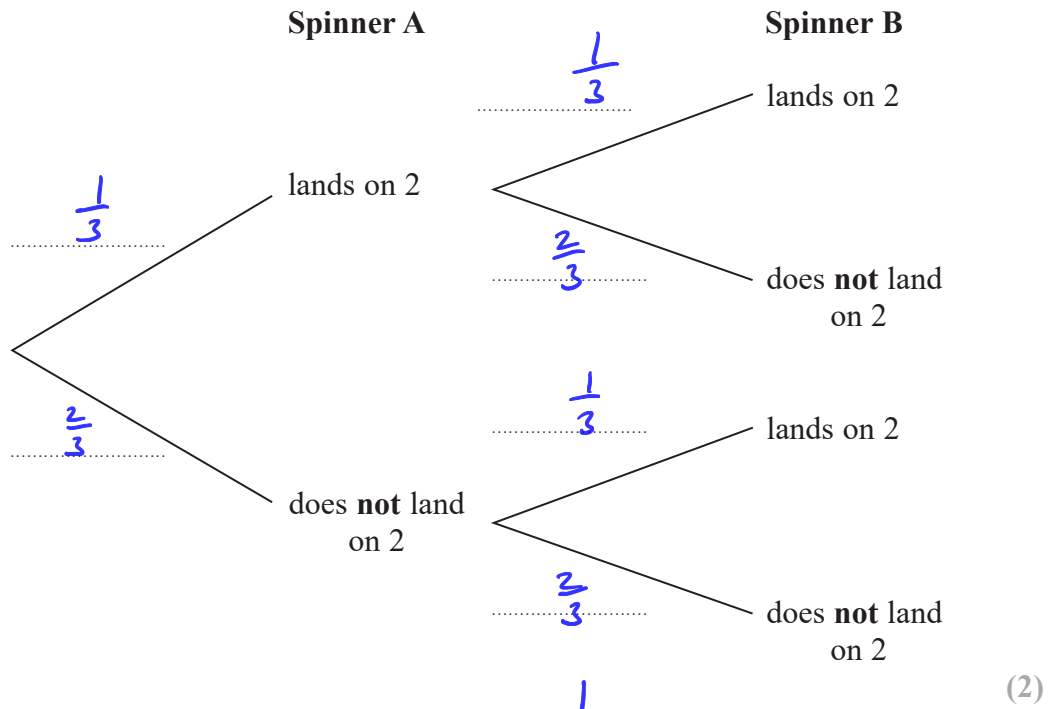 Spinner A Spinner B
1/3
lands on 2
1/3
lands on 2
2/3
does not land
on 2
1/3
lands on 2
2/3
does not land
on 2
2/3
does not land
on 2
1
(2)